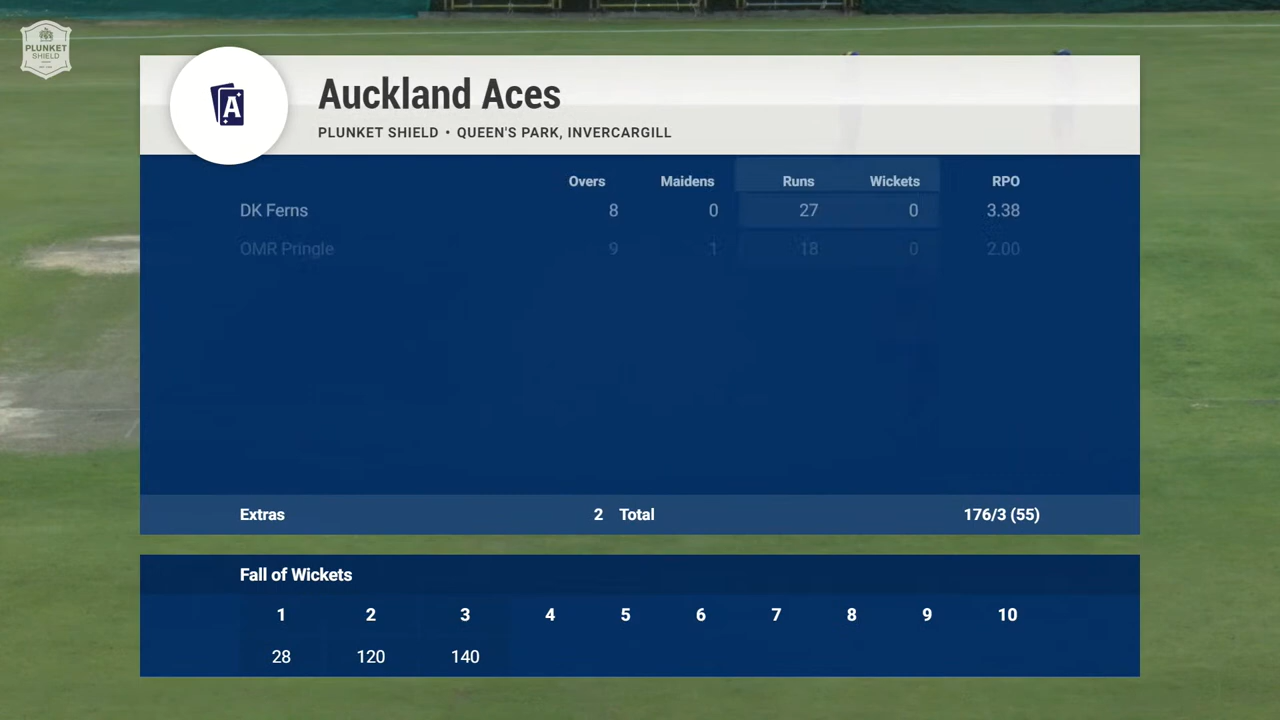 PLUNKET
SHIELD
A
Auckland Aces
PLUNKET SHIELD • QUEEN'S PARK, INVERCARGILL
Overs Maidens Runs Wickets RPO
DK Ferns 8 0 27 0 3.38
OMR Pringle 9 1 18 0 2.00
Extras 2 Total 176/3 (55)
Fall of Wickets
1 2 3 4 5 6 7 8 9 10
28 120 140